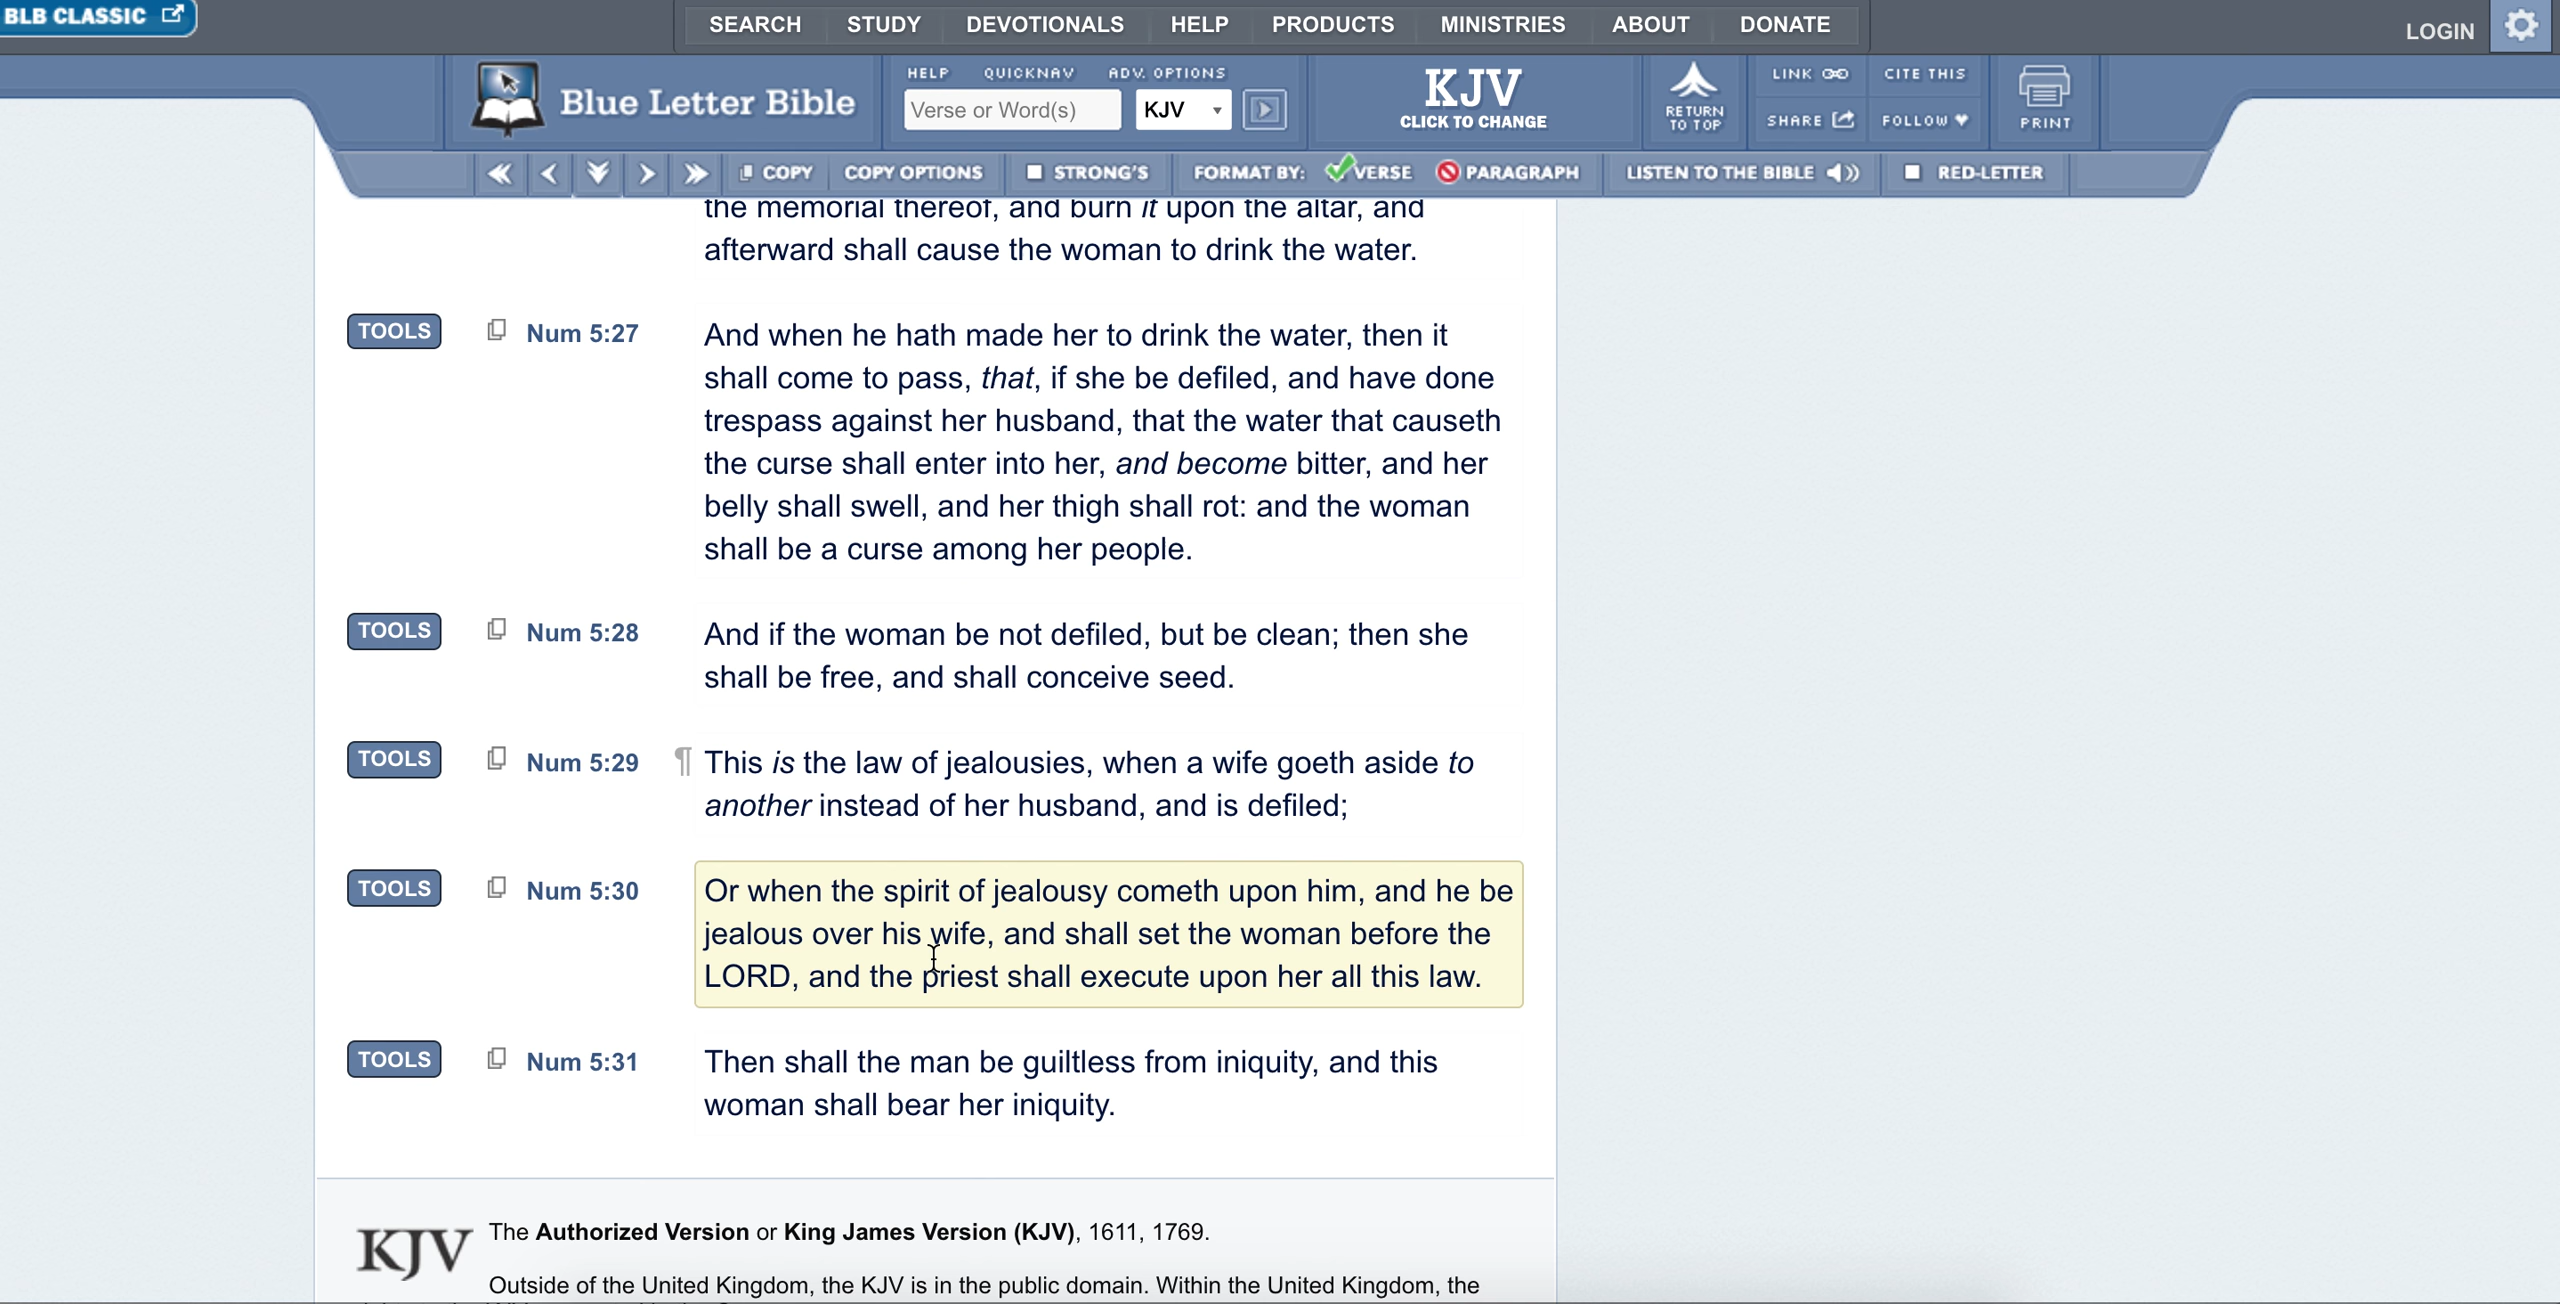 BLB CLASSIC
SEARCH STUDY DEVOTIONALS HELP PRODUCTS MINISTRIES ABOUT DONATE
LOGIN
Blue Letter Bible
HELP QUICKNAV ADV. OPTIONS
Verse or Word(s) KJV
KJV
CLICK TO CHANGE
RETURN
TO TOP
LINK CITE THIS
SHARE FOLLOW
PRINT
COPY COPY OPTIONS STRONG'S FORMAT BY: VERSE PARAGRAPH LISTEN TO THE BIBLE RED-LETTER
the memorial thereof, and burn it upon the altar, and
afterward shall cause the woman to drink the water.
TOOLS Num 5:27 And when he hath made her to drink the water, then it
shall come to pass, that, if she be defiled, and have done
trespass against her husband, that the water that causeth
the curse shall enter into her, and become bitter, and her
belly shall swell, and her thigh shall rot: and the woman
shall be a curse among her people.
TOOLS Num 5:28 And if the woman be not defiled, but be clean; then she
shall be free, and shall conceive seed.
TOOLS Num 5:29 ¶ This is the law of jealousies, when a wife goeth aside to
another instead of her husband, and is defiled;
TOOLS Num 5:30 Or when the spirit of jealousy cometh upon him, and he be
jealous over his wife, and shall set the woman before the
LORD, and the priest shall execute upon her all this law.
TOOLS Num 5:31 Then shall the man be guiltless from iniquity, and this
woman shall bear her iniquity.
KJV
The Authorized Version or King James Version (KJV), 1611, 1769.
Outside of the United Kingdom, the KJV is in the public domain. Within the United Kingdom, the